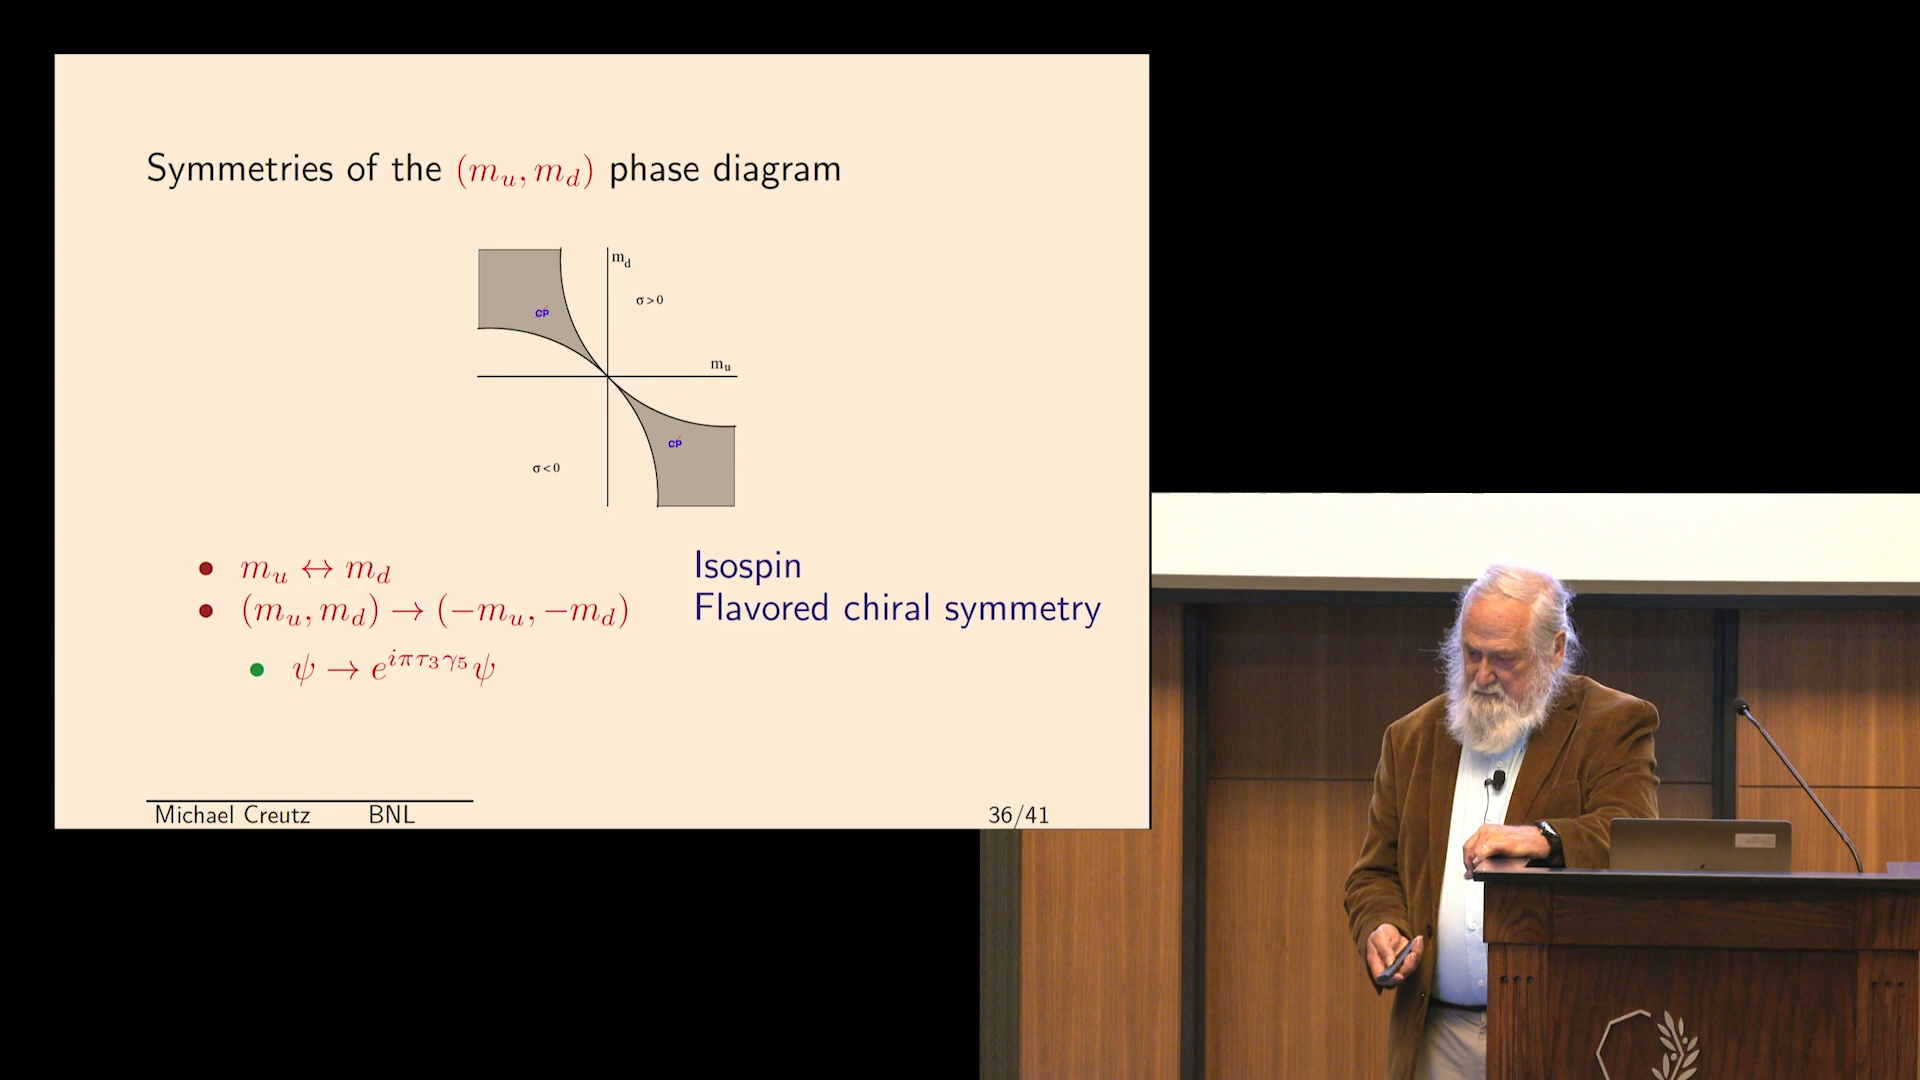 Symmetries of the (m_u, m_d) phase diagram
m_d
σ > 0
CP
m_u
CP
σ < 0
• m_u ↔ m_d Isospin
• (m_u, m_d) → (−m_u, −m_d) Flavored chiral symmetry
• ψ → e^{iπτ_3γ_5}ψ
Michael Creutz BNL 36/41